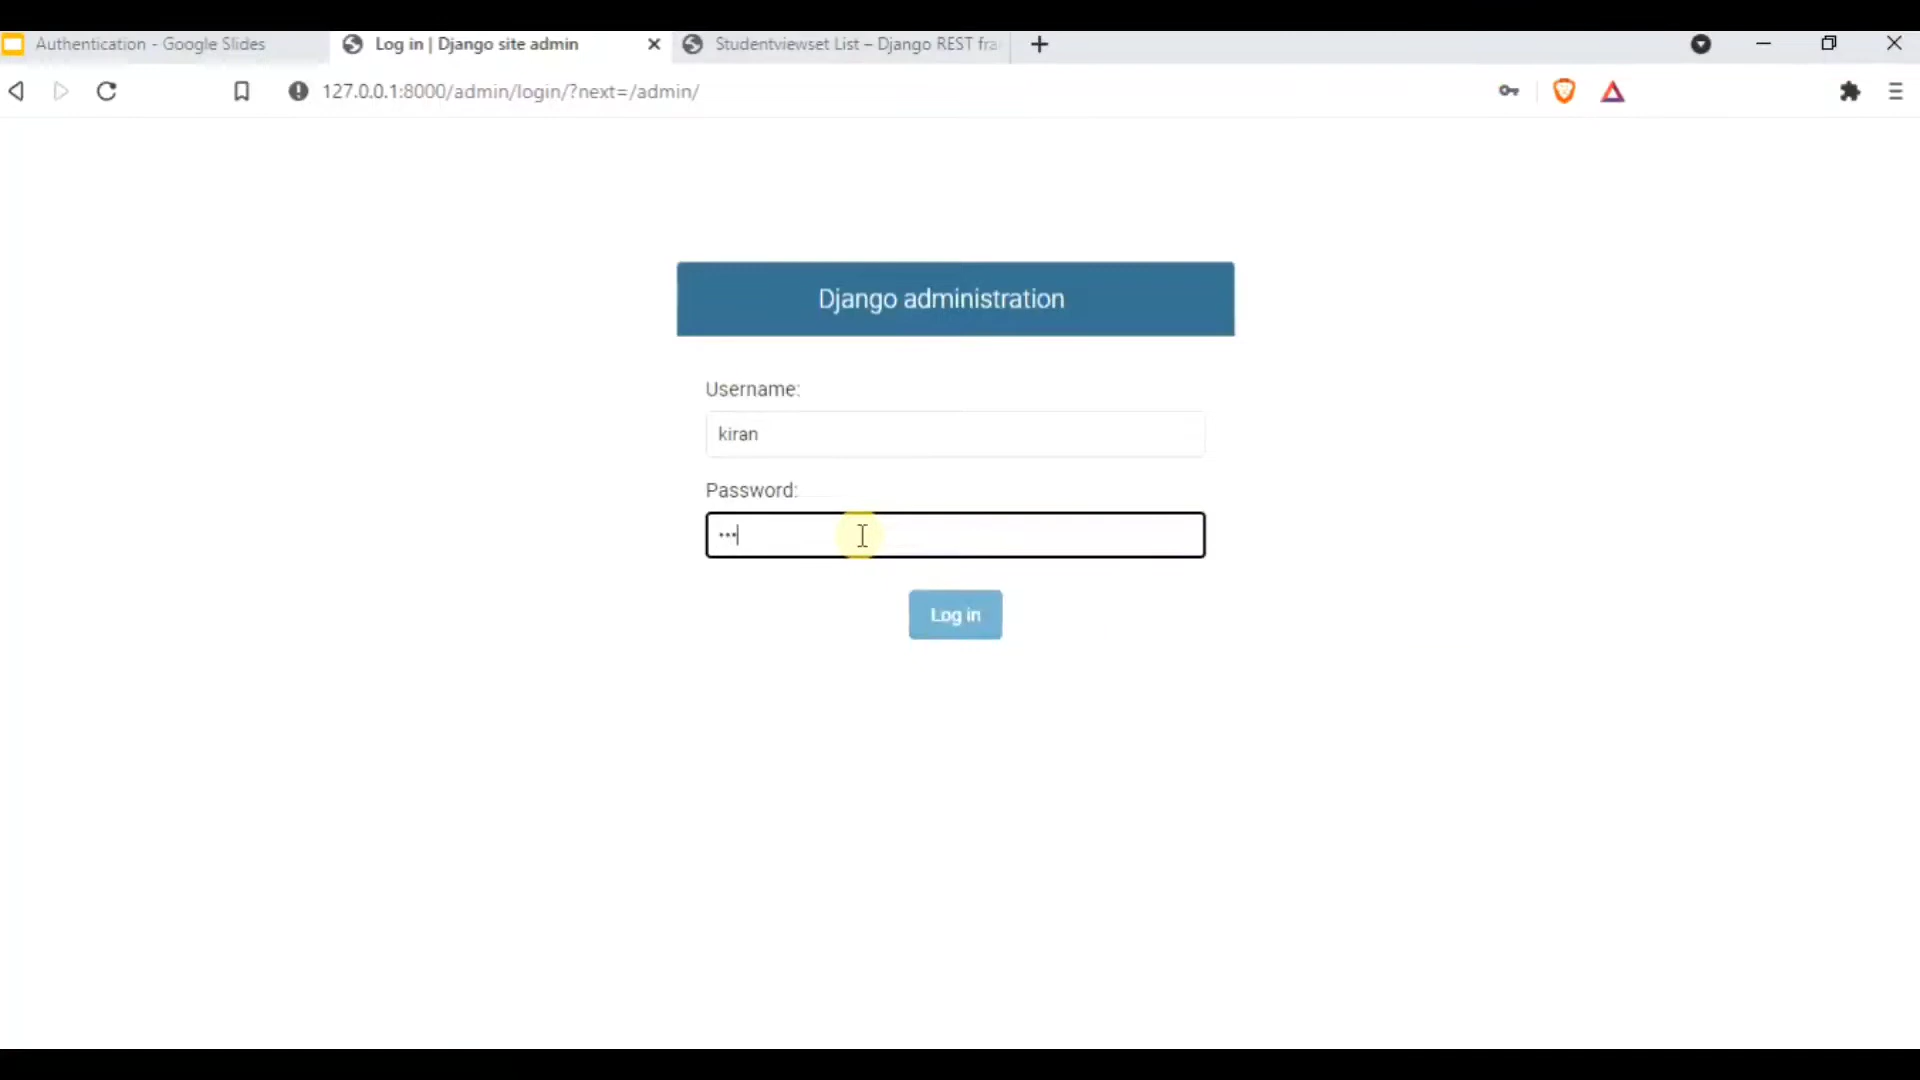 Authentication - Google Slides
Log in | Django site admin
Studentviewset List – Django REST fra
127.0.0.1:8000/admin/login/?next=/admin/
Django administration
Username:
kiran
Password:
•••
Log in